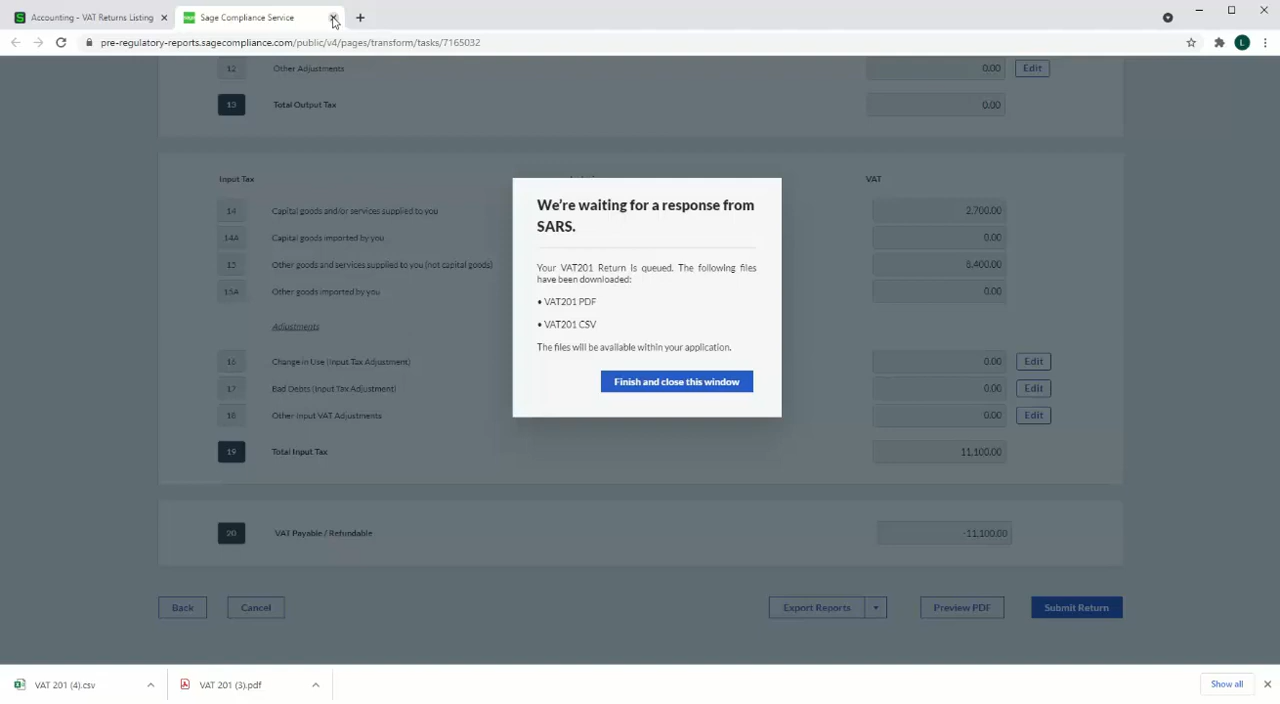 Accounting - VAT Returns Listing
Sage Compliance Service
pre-regulatory-reports.sagecompliance.com/public/v4/pages/transform/tasks/7165032
L
12 Other Adjustments 0.00 Edit
13 Total Output Tax 0.00
Input Tax VAT
14 Capital goods and/or services supplied to you 2,700.00
14A Capital goods imported by you 0.00
15 Other goods and services supplied to you (not capital goods) 8,400.00
15A Other goods imported by you 0.00
Adjustments
16 Change in Use (Input Tax Adjustment) 0.00 Edit
17 Bad Debts (Input Tax Adjustment) 0.00 Edit
18 Other Input VAT Adjustments 0.00 Edit
19 Total Input Tax 11,100.00
20 VAT Payable / Refundable -11,100.00
We're waiting for a response from
SARS.
Your VAT201 Return is queued. The following files
have been downloaded:
• VAT201 PDF
• VAT201 CSV
The files will be available within your application.
Finish and close this window
Back Cancel Export Reports Preview PDF Submit Return
VAT 201 (4).csv VAT 201 (3).pdf Show all